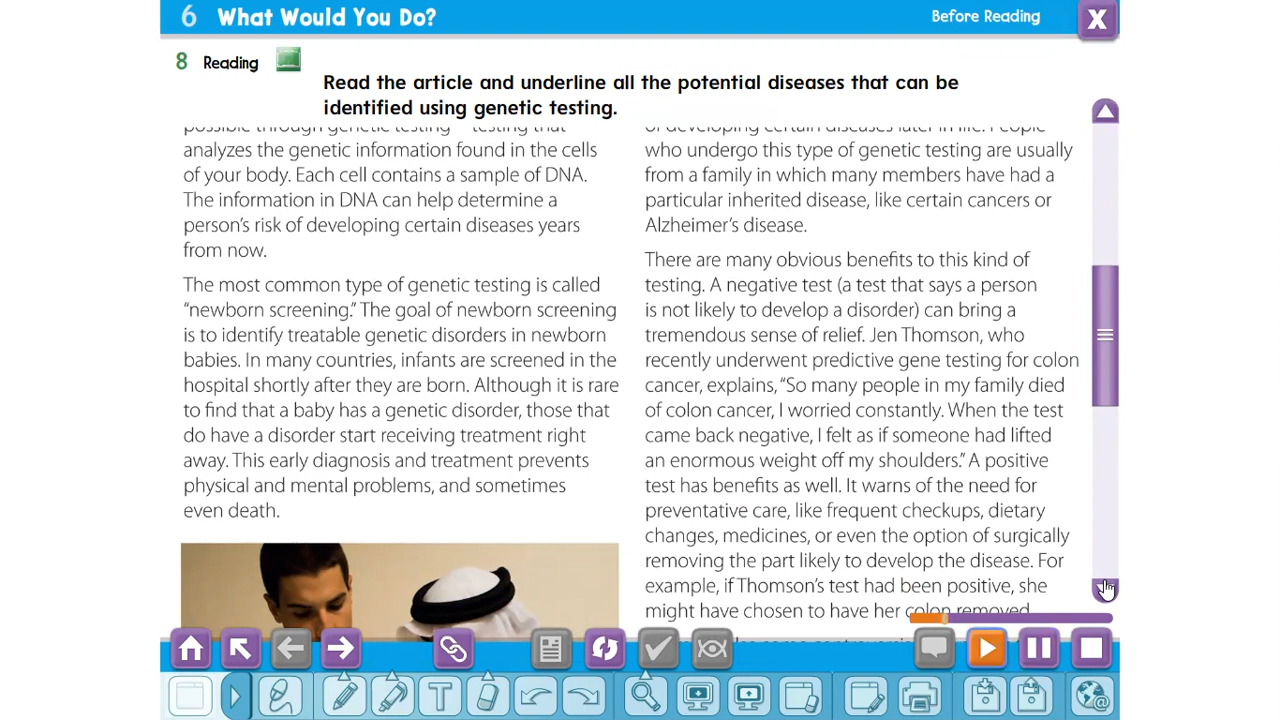 6 What Would You Do?
Before Reading
X
8 Reading
Read the article and underline all the potential diseases that can be
identified using genetic testing.
possible through genetic testing – testing that
analyzes the genetic information found in the cells
of your body. Each cell contains a sample of DNA.
The information in DNA can help determine a
person's risk of developing certain diseases years
from now.
The most common type of genetic testing is called
“newborn screening.” The goal of newborn screening
is to identify treatable genetic disorders in newborn
babies. In many countries, infants are screened in the
hospital shortly after they are born. Although it is rare
to find that a baby has a genetic disorder, those that
do have a disorder start receiving treatment right
away. This early diagnosis and treatment prevents
physical and mental problems, and sometimes
even death.
of developing certain diseases later in life. People
who undergo this type of genetic testing are usually
from a family in which many members have had a
particular inherited disease, like certain cancers or
Alzheimer's disease.
There are many obvious benefits to this kind of
testing. A negative test (a test that says a person
is not likely to develop a disorder) can bring a
tremendous sense of relief. Jen Thomson, who
recently underwent predictive gene testing for colon
cancer, explains, “So many people in my family died
of colon cancer, I worried constantly. When the test
came back negative, I felt as if someone had lifted
an enormous weight off my shoulders.” A positive
test has benefits as well. It warns of the need for
preventative care, like frequent checkups, dietary
changes, medicines, or even the option of surgically
removing the part likely to develop the disease. For
example, if Thomson's test had been positive, she
might have chosen to have her colon removed.
T